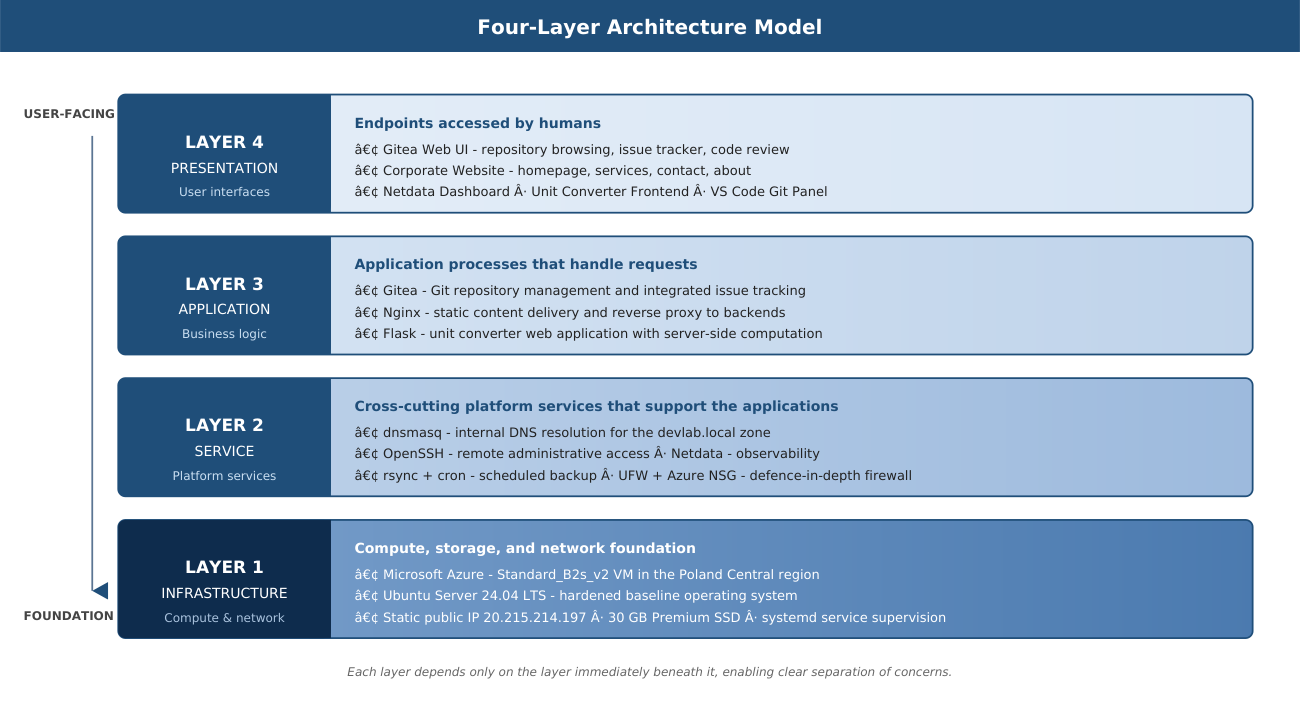 Four-Layer Architecture Model
USER-FACING
LAYER 4
PRESENTATION
User interfaces
Endpoints accessed by humans
• Gitea Web UI - repository browsing, issue tracker, code review
• Corporate Website - homepage, services, contact, about
• Netdata Dashboard · Unit Converter Frontend · VS Code Git Panel
LAYER 3
APPLICATION
Business logic
Application processes that handle requests
• Gitea - Git repository management and integrated issue tracking
• Nginx - static content delivery and reverse proxy to backends
• Flask - unit converter web application with server-side computation
LAYER 2
SERVICE
Platform services
Cross-cutting platform services that support the applications
• dnsmasq - internal DNS resolution for the devlab.local zone
• OpenSSH - remote administrative access · Netdata - observability
• rsync + cron - scheduled backup · UFW + Azure NSG - defence-in-depth firewall
LAYER 1
INFRASTRUCTURE
Compute & network
Compute, storage, and network foundation
• Microsoft Azure - Standard_B2s_v2 VM in the Poland Central region
• Ubuntu Server 24.04 LTS - hardened baseline operating system
• Static public IP 20.215.214.197 · 30 GB Premium SSD · systemd service supervision
FOUNDATION
Each layer depends only on the layer immediately beneath it, enabling clear separation of concerns.